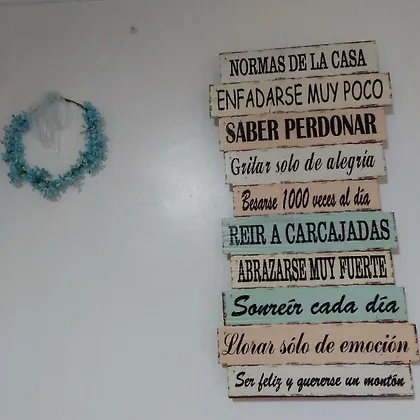 NORMAS DE LA CASA
ENFADARSE MUY POCO
SABER PERDONAR
Gritar solo de alegría
Besarse 1000 veces al día
REIR A CARCAJADAS
ABRAZARSE MUY FUERTE
Sonreír cada día
Llorar sólo de emoción
Ser feliz y quererse un montón